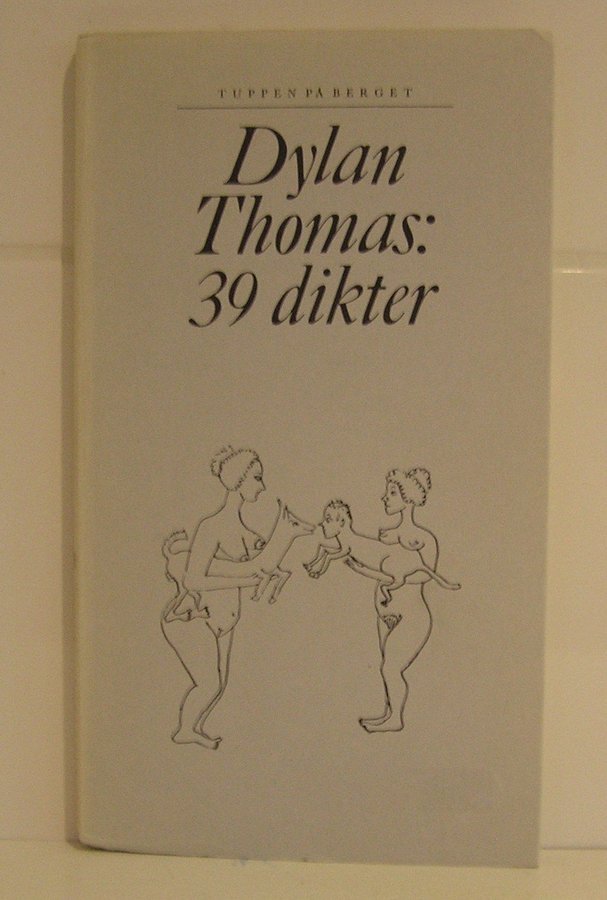 TUPPEN PÅ BERGET
Dylan
Thomas:
39 dikter